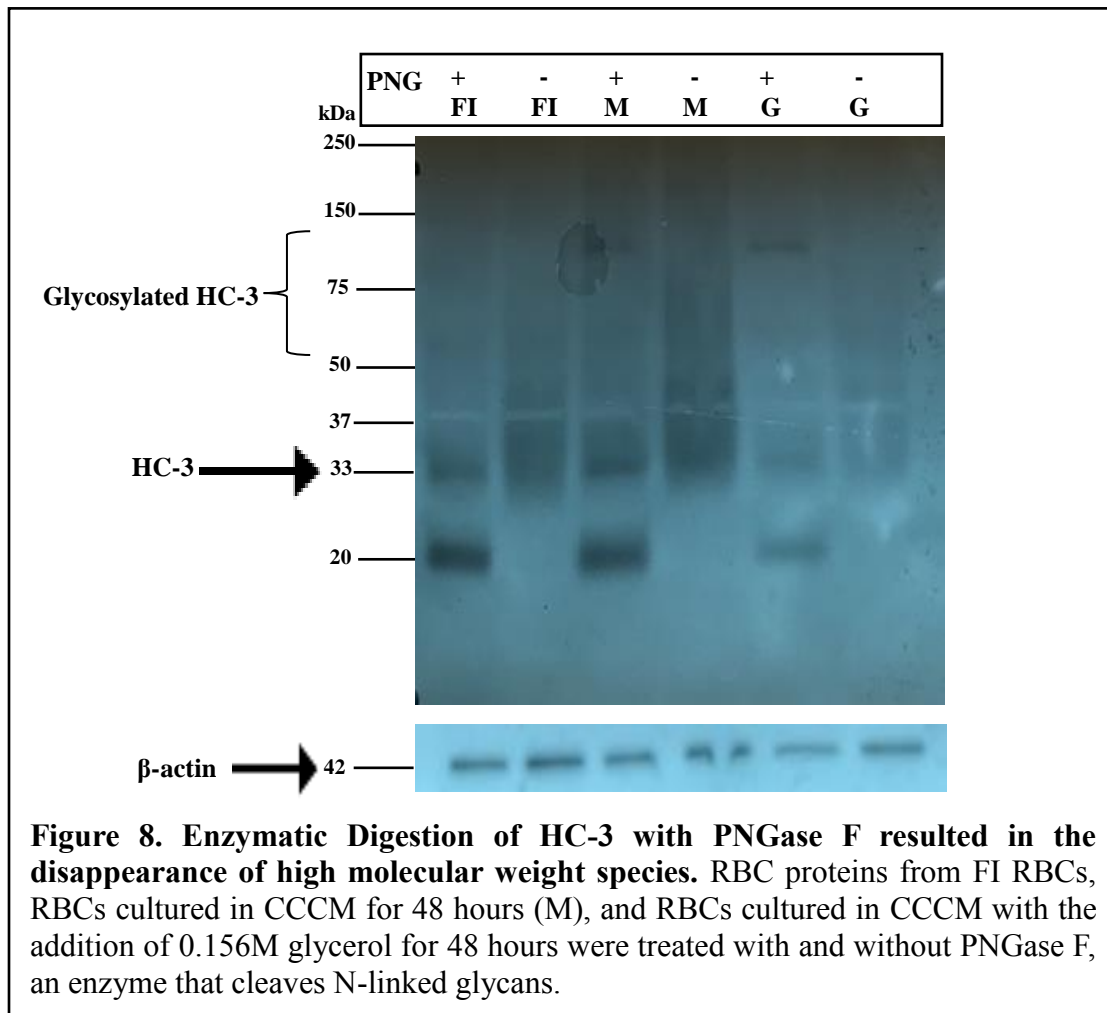 PNG + - + - + -
FI FI M M G G
kDa
250
150
Glycosylated HC-3
75
50
37
HC-3
33
20
β-actin
42
Figure 8. Enzymatic Digestion of HC-3 with PNGase F resulted in the
disappearance of high molecular weight species. RBC proteins from FI RBCs,
RBCs cultured in CCCM for 48 hours (M), and RBCs cultured in CCCM with the
addition of 0.156M glycerol for 48 hours were treated with and without PNGase F,
an enzyme that cleaves N-linked glycans.